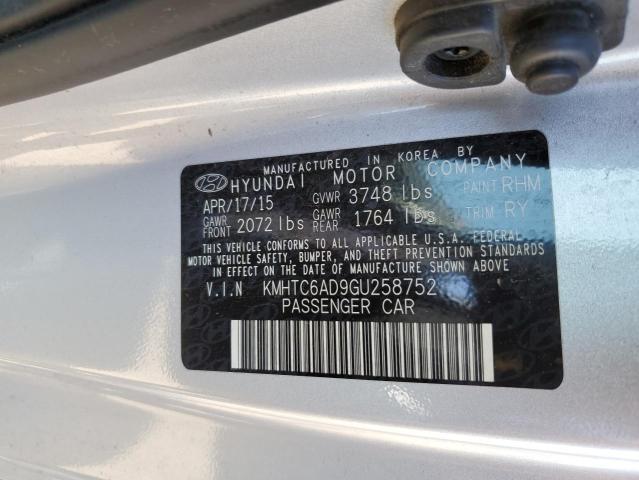 MANUFACTURED IN KOREA BY
HYUNDAI MOTOR COMPANY
APR/17/15 GVWR 3748 lbs PAINT RHM
GAWR FRONT 2072 lbs GAWR REAR 1764 lbs TRIM RY
THIS VEHICLE CONFORMS TO ALL APPLICABLE U.S.A. FEDERAL
MOTOR VEHICLE SAFETY, BUMPER, AND THEFT PREVENTION STANDARDS
IN EFFECT ON THE DATE OF MANUFACTURE SHOWN ABOVE
V.I.N KMHTC6AD9GU258752
PASSENGER CAR